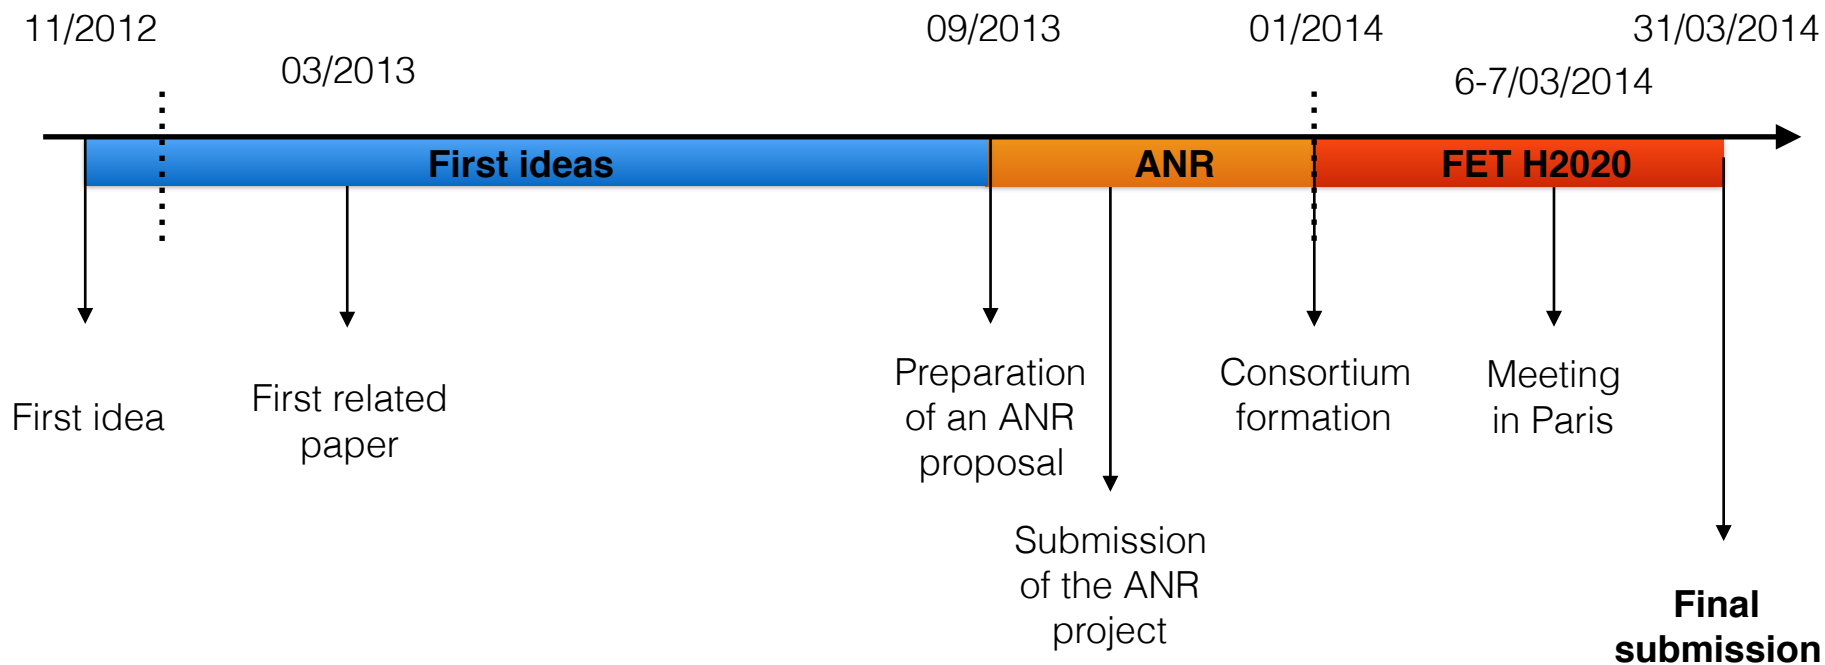 11/2012
09/2013
01/2014
31/03/2014
03/2013
6-7/03/2014
First ideas
ANR
FET H2020
First idea
First related
paper
Preparation
of an ANR
proposal
Submission
of the ANR
project
Consortium
formation
Meeting
in Paris
Final
submission